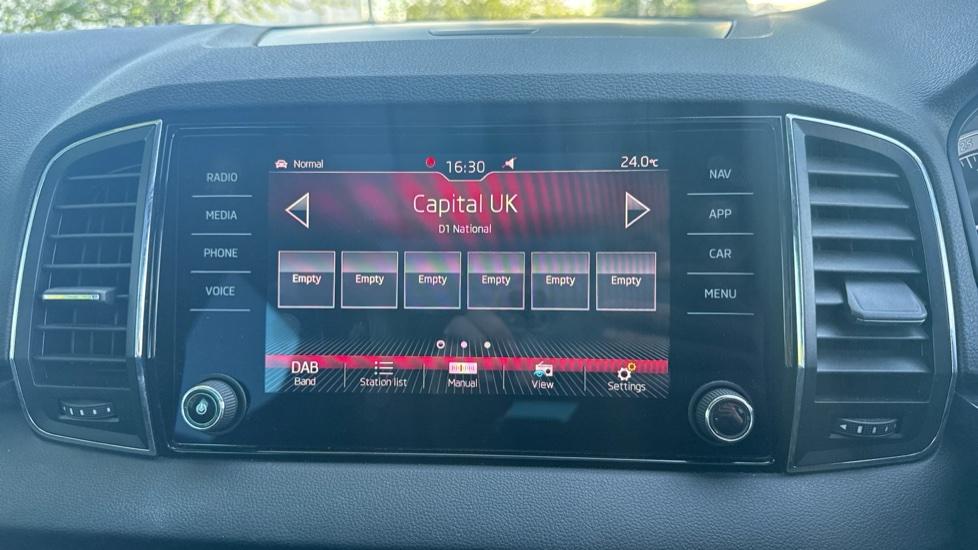 Normal
16:30
24.0°C
RADIO
MEDIA
PHONE
VOICE
Capital UK
D1 National
Empty Empty Empty Empty Empty Empty
DAB
Band
Station list
Manual
View
Settings
NAV
APP
CAR
MENU